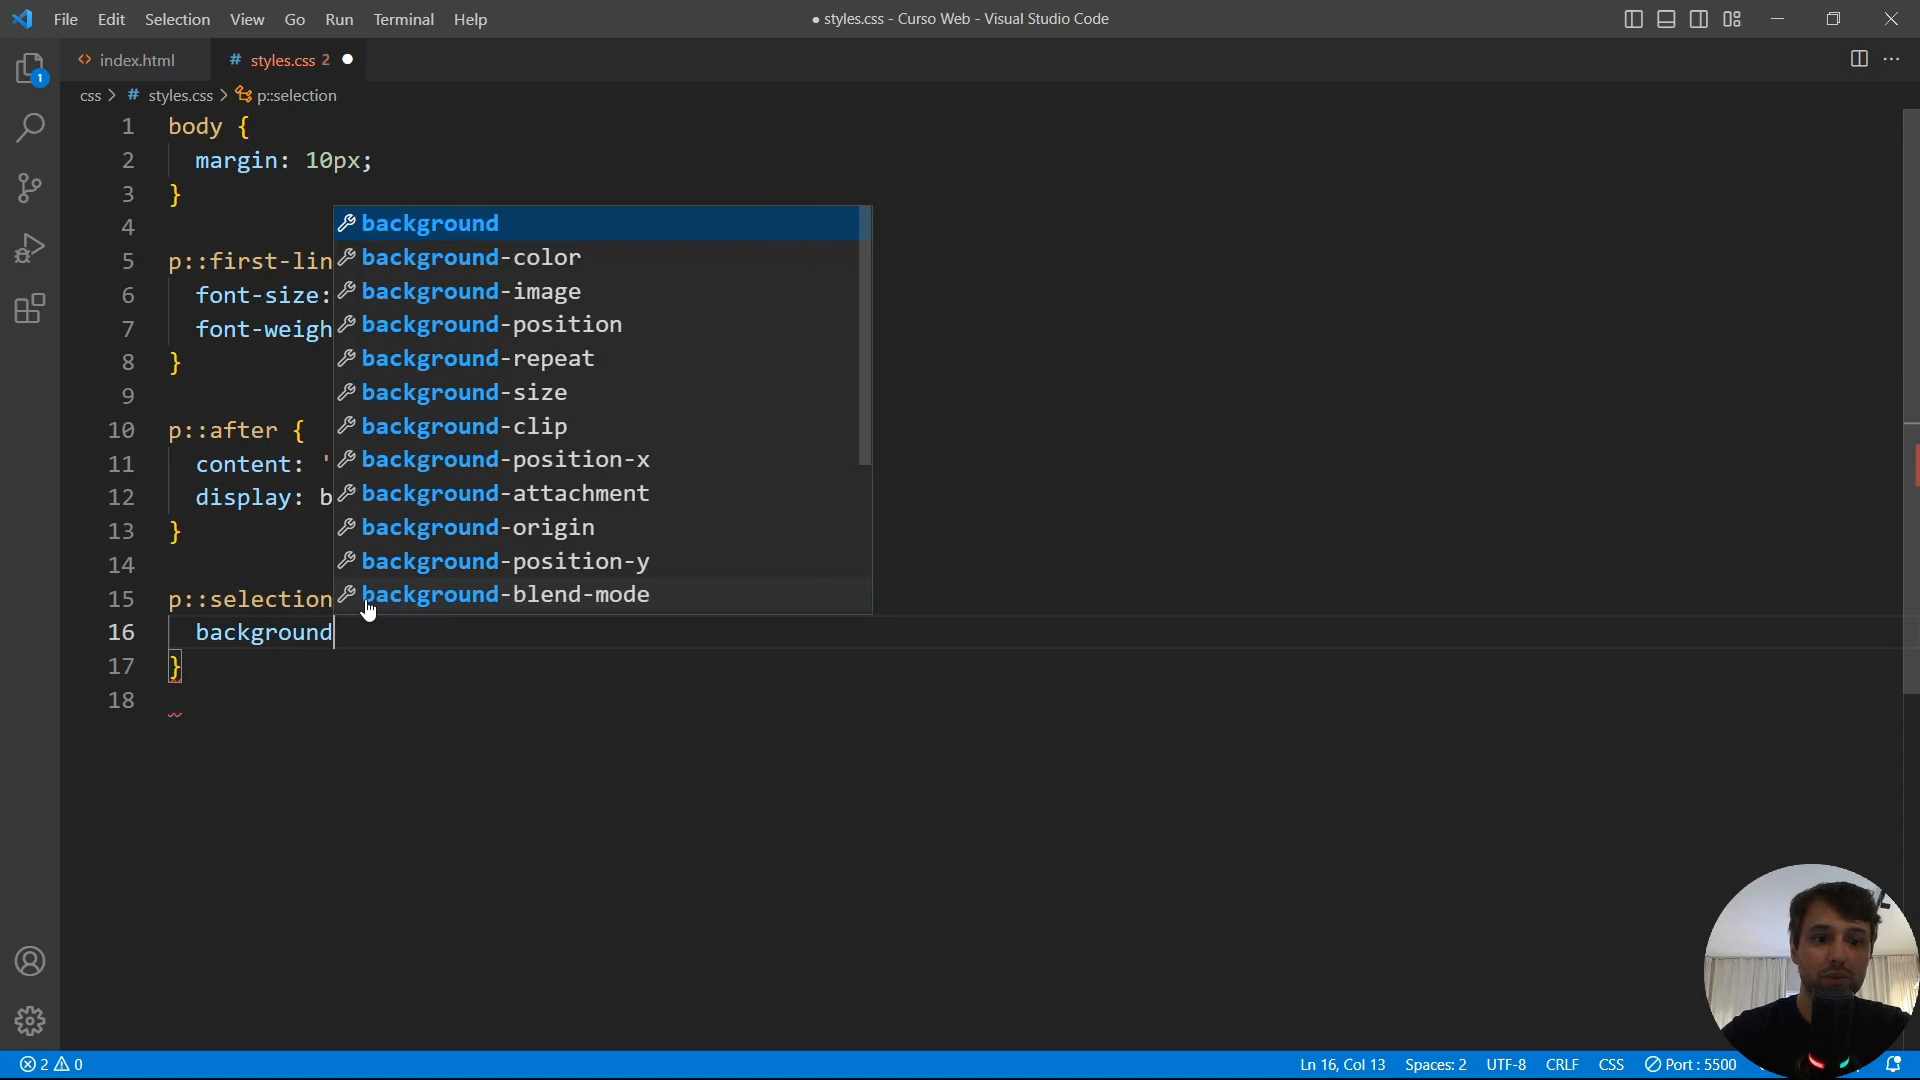 File Edit Selection View Go Run Terminal Help
● styles.css - Curso Web - Visual Studio Code
1
<> index.html
# styles.css 2 ●
css > # styles.css > p::selection
1 body {
2 margin: 10px;
3 }
4
5 p::first-lin
6 font-size:
7 font-weigh
8 }
9
10 p::after {
11 content: '
12 display: b
13 }
14
15 p::selection
16 background
17 }
18
background
background-color
background-image
background-position
background-repeat
background-size
background-clip
background-position-x
background-attachment
background-origin
background-position-y
background-blend-mode
2 0
Ln 16, Col 13 Spaces: 2 UTF-8 CRLF CSS Port : 5500